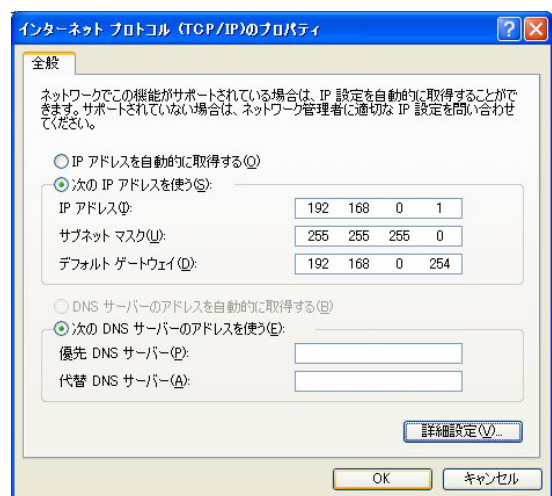 インターネット プロトコル (TCP/IP)のプロパティ
全般
ネットワークでこの機能がサポートされている場合は、IP 設定を自動的に取得することがで
きます。サポートされていない場合は、ネットワーク管理者に適切な IP 設定を問い合わせ
てください。
IP アドレスを自動的に取得する(O)
次の IP アドレスを使う(S):
IP アドレス(I): 192 168 0 1
サブネット マスク(U): 255 255 255 0
デフォルト ゲートウェイ(D): 192 168 0 254
DNS サーバーのアドレスを自動的に取得する(B)
次の DNS サーバーのアドレスを使う(E):
優先 DNS サーバー(P):
代替 DNS サーバー(A):
詳細設定(V)...
OK キャンセル